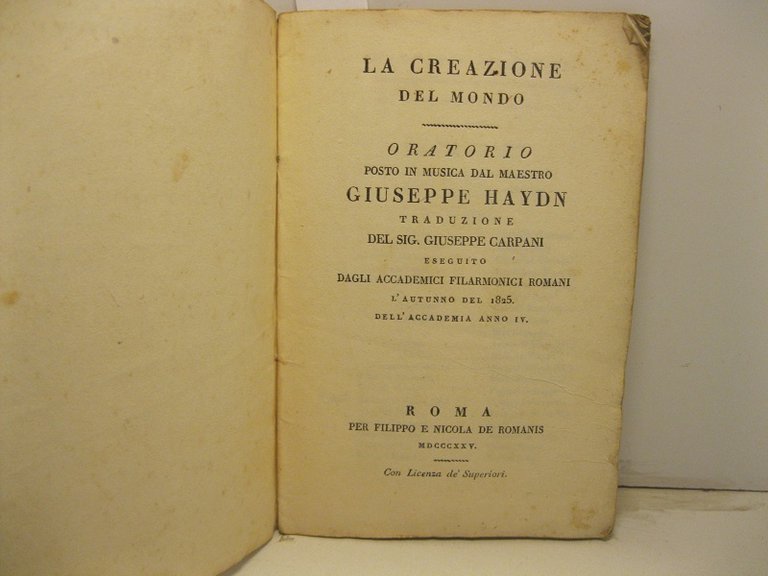 LA CREAZIONE
DEL MONDO
ORATORIO
POSTO IN MUSICA DAL MAESTRO
GIUSEPPE HAYDN
TRADUZIONE
DEL SIG. GIUSEPPE CARPANI
ESEGUITO
DAGLI ACCADEMICI FILARMONICI ROMANI
L'AUTUNNO DEL 1825.
DELL'ACCADEMIA ANNO IV.
ROMA
PER FILIPPO E NICOLA DE ROMANIS
MDCCCXXV.
Con Licenza de' Superiori.